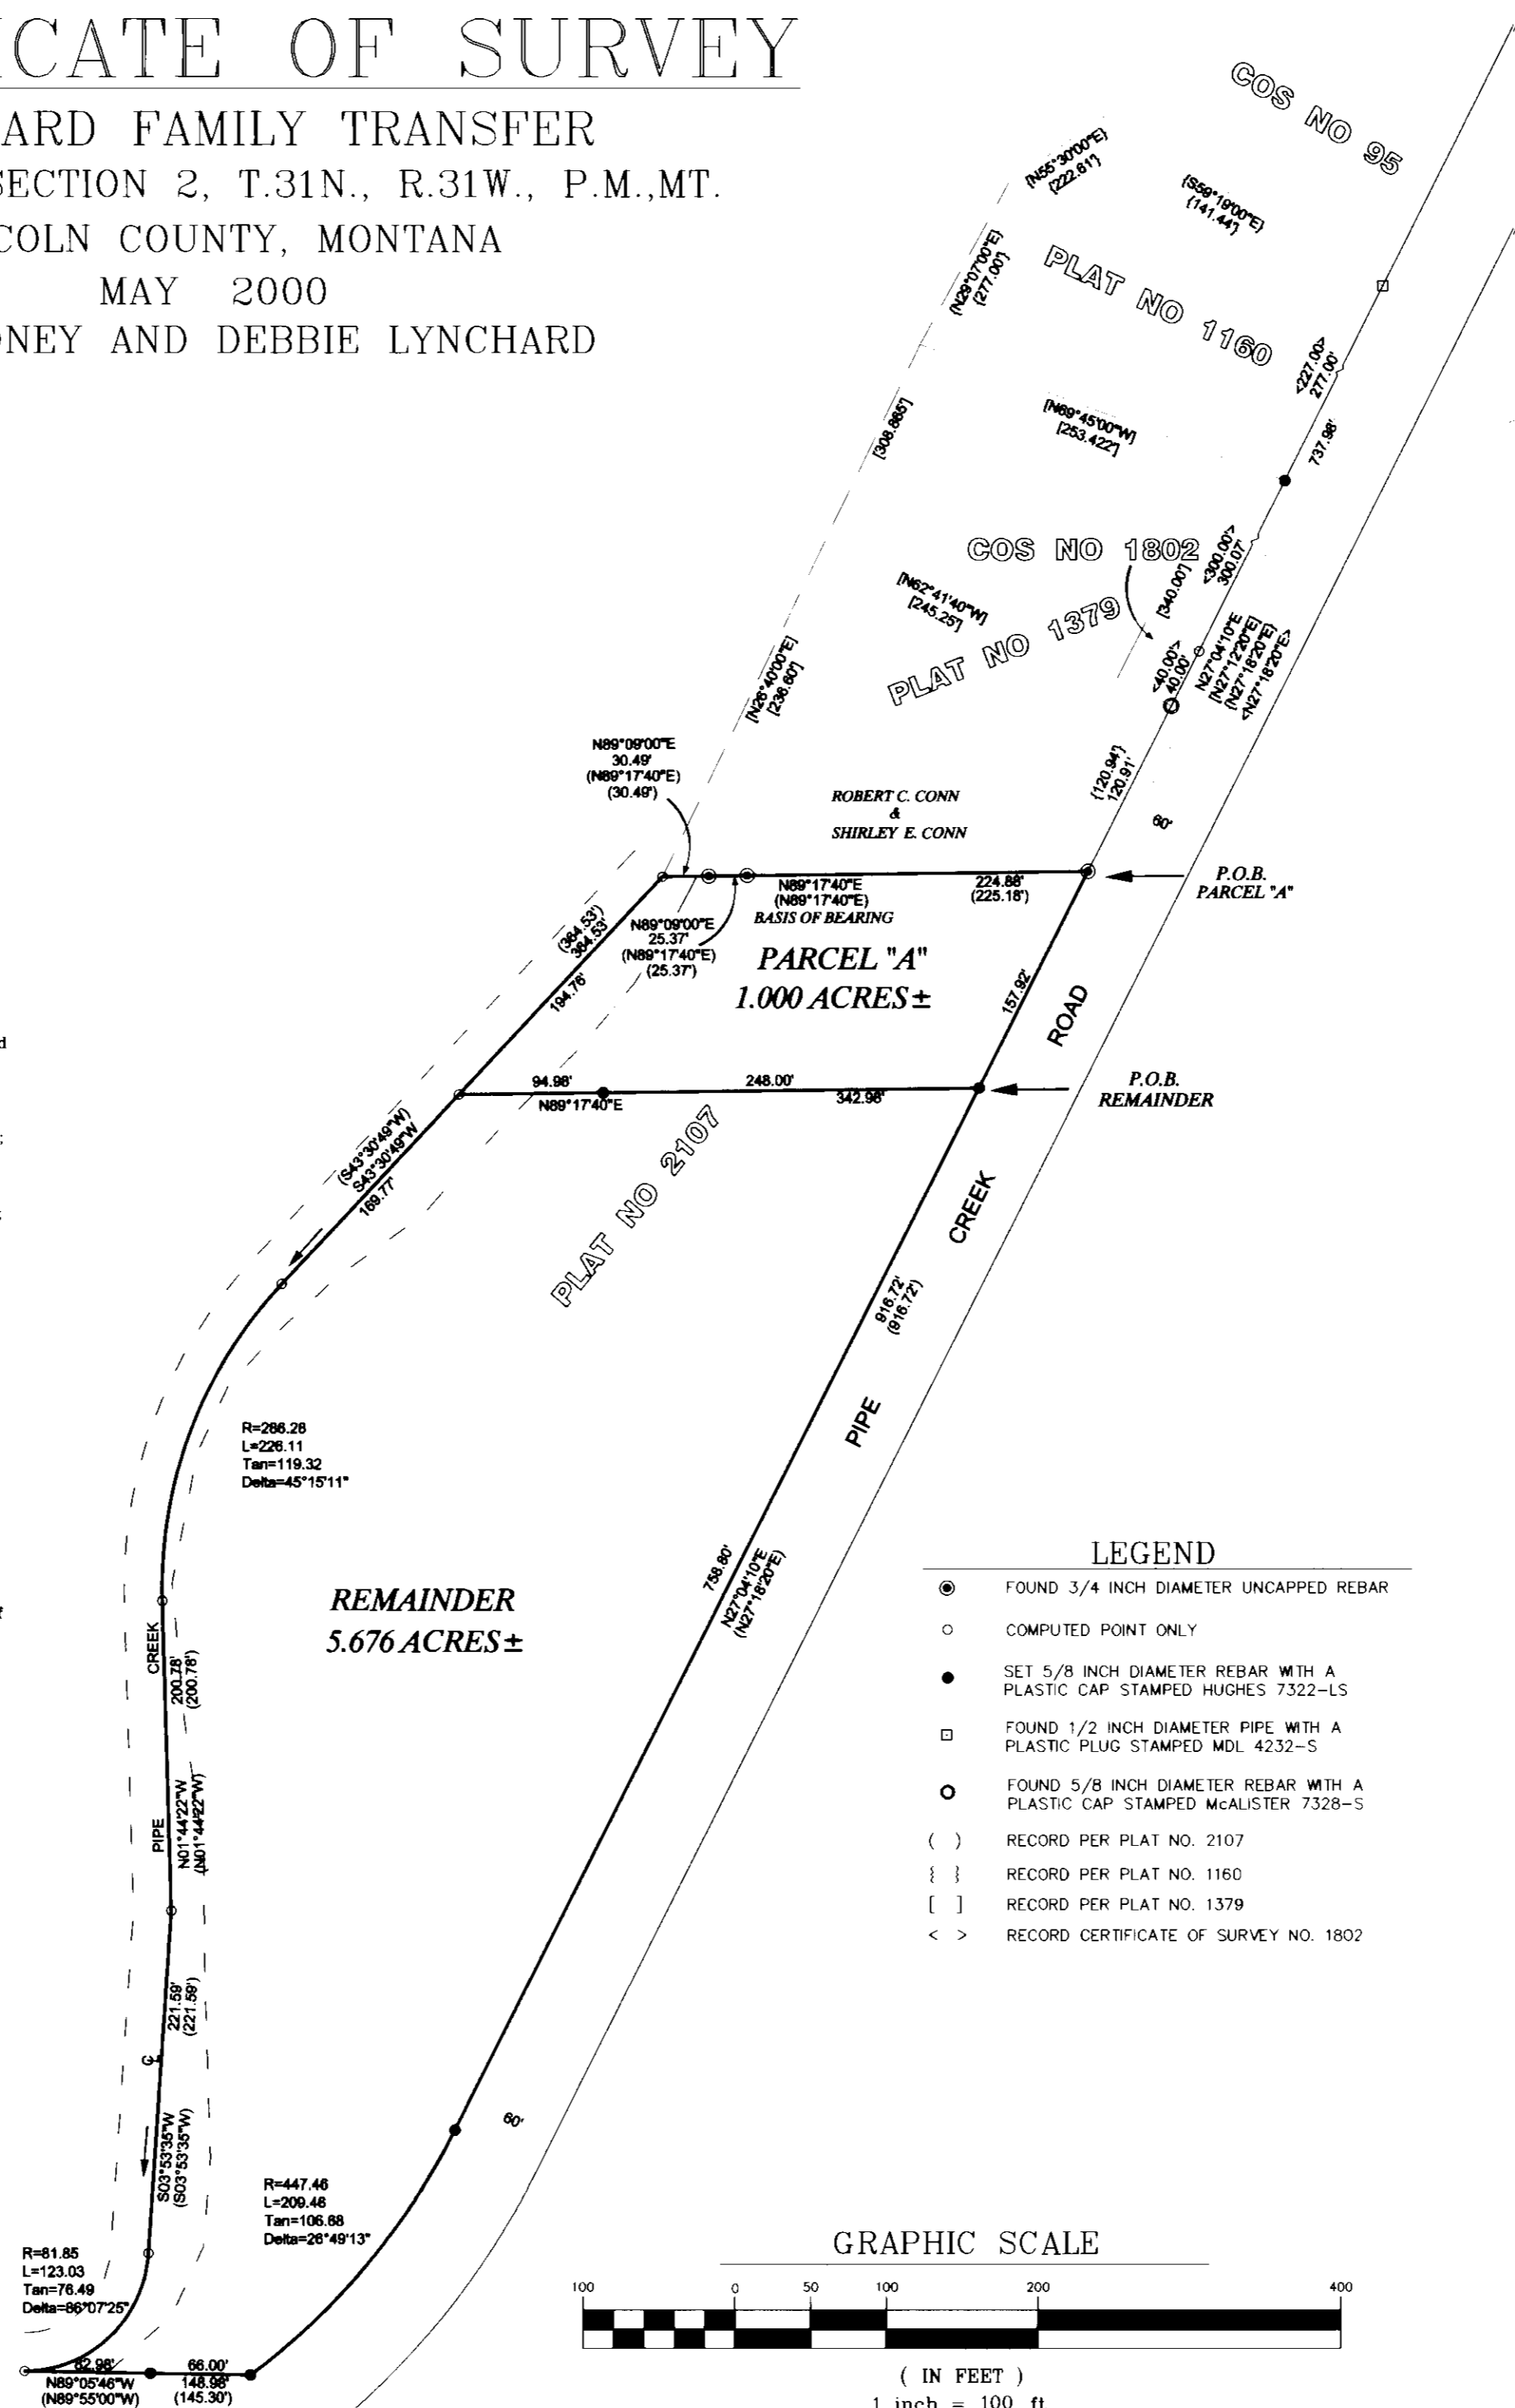 ICATE OF SURVEY
ARD FAMILY TRANSFER
SECTION 2, T.31N., R.31W., P.M.,MT.
COLN COUNTY, MONTANA
MAY 2000
NEY AND DEBBIE LYNCHARD
COS NO 95
{N55°30'00"E}
{222.61'}
{S59°19'00"E}
{141.44'}
{N29°07'00"E}
{277.00'}
PLAT NO 1160
<227.00>
277.00'
737.98'
[308.865']
[N69°45'00"W]
[253.422']
COS NO 1802
<300.00'>
300.07'
[340.00']
[N62°41'40"W]
[245.25']
PLAT NO 1379
<40.00'>
40.00'
N27°04'10"E
[N27°12'20"E]
{N27°18'20"E}
<N27°18'20"E>
[N26°40'00"E]
[236.60']
N89°09'00"E
30.49'
(N89°17'40"E)
(30.49')
{120.94'}
120.91'
60'
ROBERT C. CONN
&
SHIRLEY E. CONN
P.O.B.
PARCEL "A"
N89°17'40"E
(N89°17'40"E)
BASIS OF BEARING
224.88'
(225.18')
N89°09'00"E
25.37'
(N89°17'40"E)
(25.37')
(364.53')
364.53'
194.76'
PARCEL "A"
1.000 ACRES±
157.92'
ROAD
94.98'
N89°17'40"E
248.00'
342.98'
P.O.B.
REMAINDER
d
;
;
(S43°30'49"W)
S43°30'49"W
169.77'
PLAT NO 2107
CREEK
916.72'
(916.72')
PIPE
R=286.28
L=226.11
Tan=119.32
Delta=45°15'11"
758.80'
N27°04'10"E
(N27°18'20"E)
REMAINDER
5.676 ACRES±
f
CREEK
200.78'
(200.78')
PIPE
N01°44'22"W
(N01°44'22"W)
221.59'
(221.59')
S03°53'35"W
(S03°53'35"W)
LEGEND
FOUND 3/4 INCH DIAMETER UNCAPPED REBAR
COMPUTED POINT ONLY
SET 5/8 INCH DIAMETER REBAR WITH A
PLASTIC CAP STAMPED HUGHES 7322-LS
FOUND 1/2 INCH DIAMETER PIPE WITH A
PLASTIC PLUG STAMPED MDL 4232-S
FOUND 5/8 INCH DIAMETER REBAR WITH A
PLASTIC CAP STAMPED McALISTER 7328-S
( ) RECORD PER PLAT NO. 2107
{ } RECORD PER PLAT NO. 1160
[ ] RECORD PER PLAT NO. 1379
< > RECORD CERTIFICATE OF SURVEY NO. 1802
60'
R=447.46
L=209.46
Tan=106.68
Delta=26°49'13"
R=81.85
L=123.03
Tan=76.49
Delta=86°07'25"
82.98'
N89°05'46"W
(N89°55'00"W)
66.00'
148.98'
(145.30')
GRAPHIC SCALE
100 0 50 100 200 400
( IN FEET )
1 inch = 100 ft.